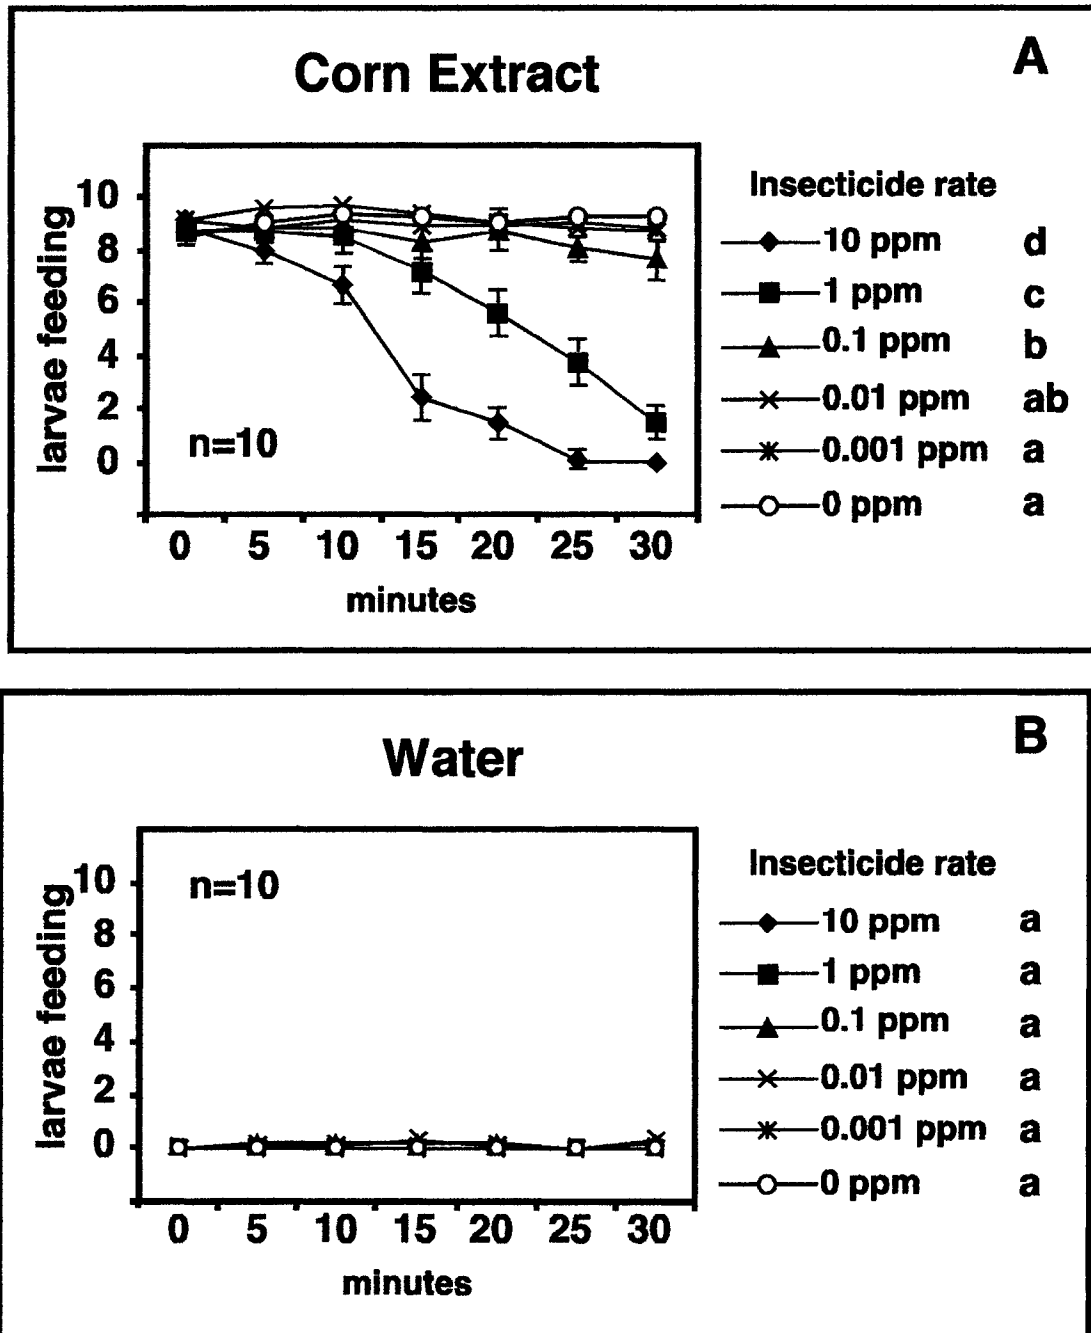 A
Corn Extract
larvae feeding
10
8
6
4
2
0
n=10
0 5 10 15 20 25 30
minutes
Insecticide rate
10 ppm d
1 ppm c
0.1 ppm b
0.01 ppm ab
0.001 ppm a
0 ppm a
B
Water
larvae feeding
10
8
6
4
2
0
n=10
0 5 10 15 20 25 30
minutes
Insecticide rate
10 ppm a
1 ppm a
0.1 ppm a
0.01 ppm a
0.001 ppm a
0 ppm a